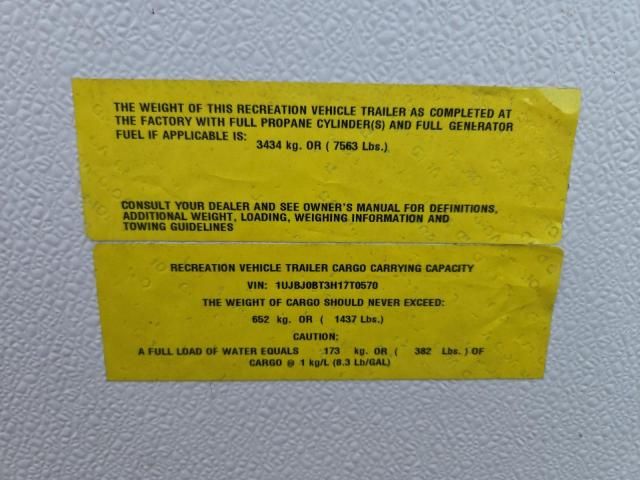 THE WEIGHT OF THIS RECREATION VEHICLE TRAILER AS COMPLETED AT
THE FACTORY WITH FULL PROPANE CYLINDER(S) AND FULL GENERATOR
FUEL IF APPLICABLE IS:
3434 kg. OR ( 7563 Lbs.)
CONSULT YOUR DEALER AND SEE OWNER'S MANUAL FOR DEFINITIONS,
ADDITIONAL WEIGHT, LOADING, WEIGHING INFORMATION AND
TOWING GUIDELINES
RECREATION VEHICLE TRAILER CARGO CARRYING CAPACITY
VIN: 1UJBJ0BT3H17T0570
THE WEIGHT OF CARGO SHOULD NEVER EXCEED:
652 kg. OR ( 1437 Lbs.)
CAUTION:
A FULL LOAD OF WATER EQUALS 173 kg. OR ( 382 Lbs. ) OF
CARGO @ 1 kg/L (8.3 Lb/GAL)